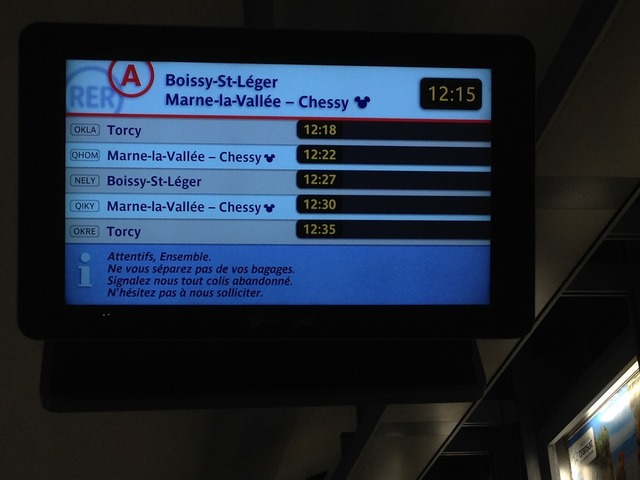 RER A
Boissy-St-Léger
Marne-la-Vallée – Chessy
12:15
OKLA Torcy 12:18
QHOM Marne-la-Vallée – Chessy 12:22
NELY Boissy-St-Léger 12:27
QIKY Marne-la-Vallée – Chessy 12:30
OKRE Torcy 12:35
i
Attentifs, Ensemble.
Ne vous séparez pas de vos bagages.
Signalez nous tout colis abandonné.
N'hésitez pas à nous solliciter.